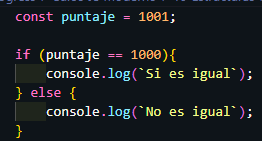 const puntaje = 1001;
if (puntaje == 1000){
console.log(`Si es igual`);
} else {
console.log(`No es igual`);
}